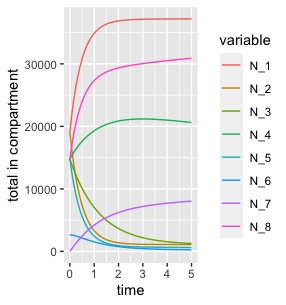 total in compartment
30000
20000
10000
0
0 1 2 3 4 5
time
variable
N_1
N_2
N_3
N_4
N_5
N_6
N_7
N_8